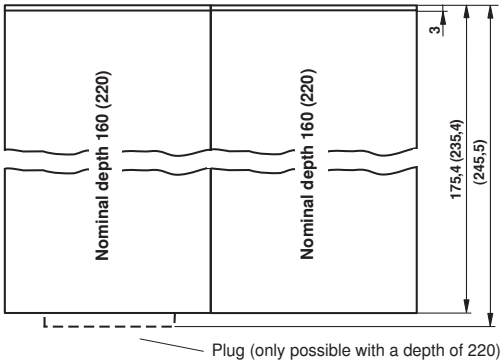 3
Nominal depth 160 (220)
Nominal depth 160 (220)
175,4 (235,4)
(245,5)
Plug (only possible with a depth of 220)